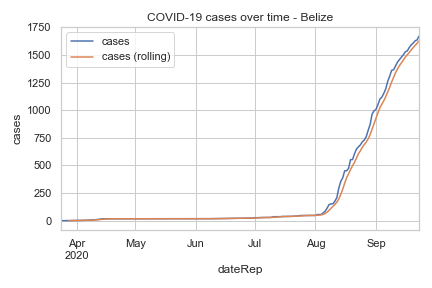 COVID-19 cases over time - Belize
cases
cases (rolling)
1750
1500
1250
1000
750
500
250
0
cases
Apr
2020
May
Jun
Jul
Aug
Sep
dateRep